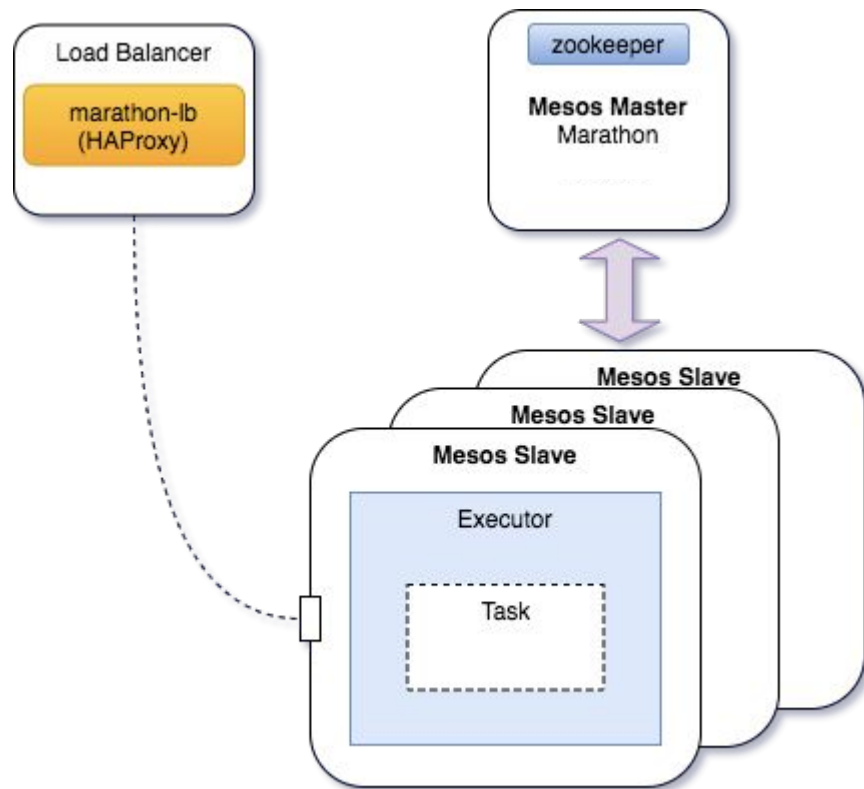 Load Balancer
marathon-lb
(HAProxy)
zookeeper
Mesos Master
Marathon
Mesos Slave
Mesos Slave
Mesos Slave
Executor
Task